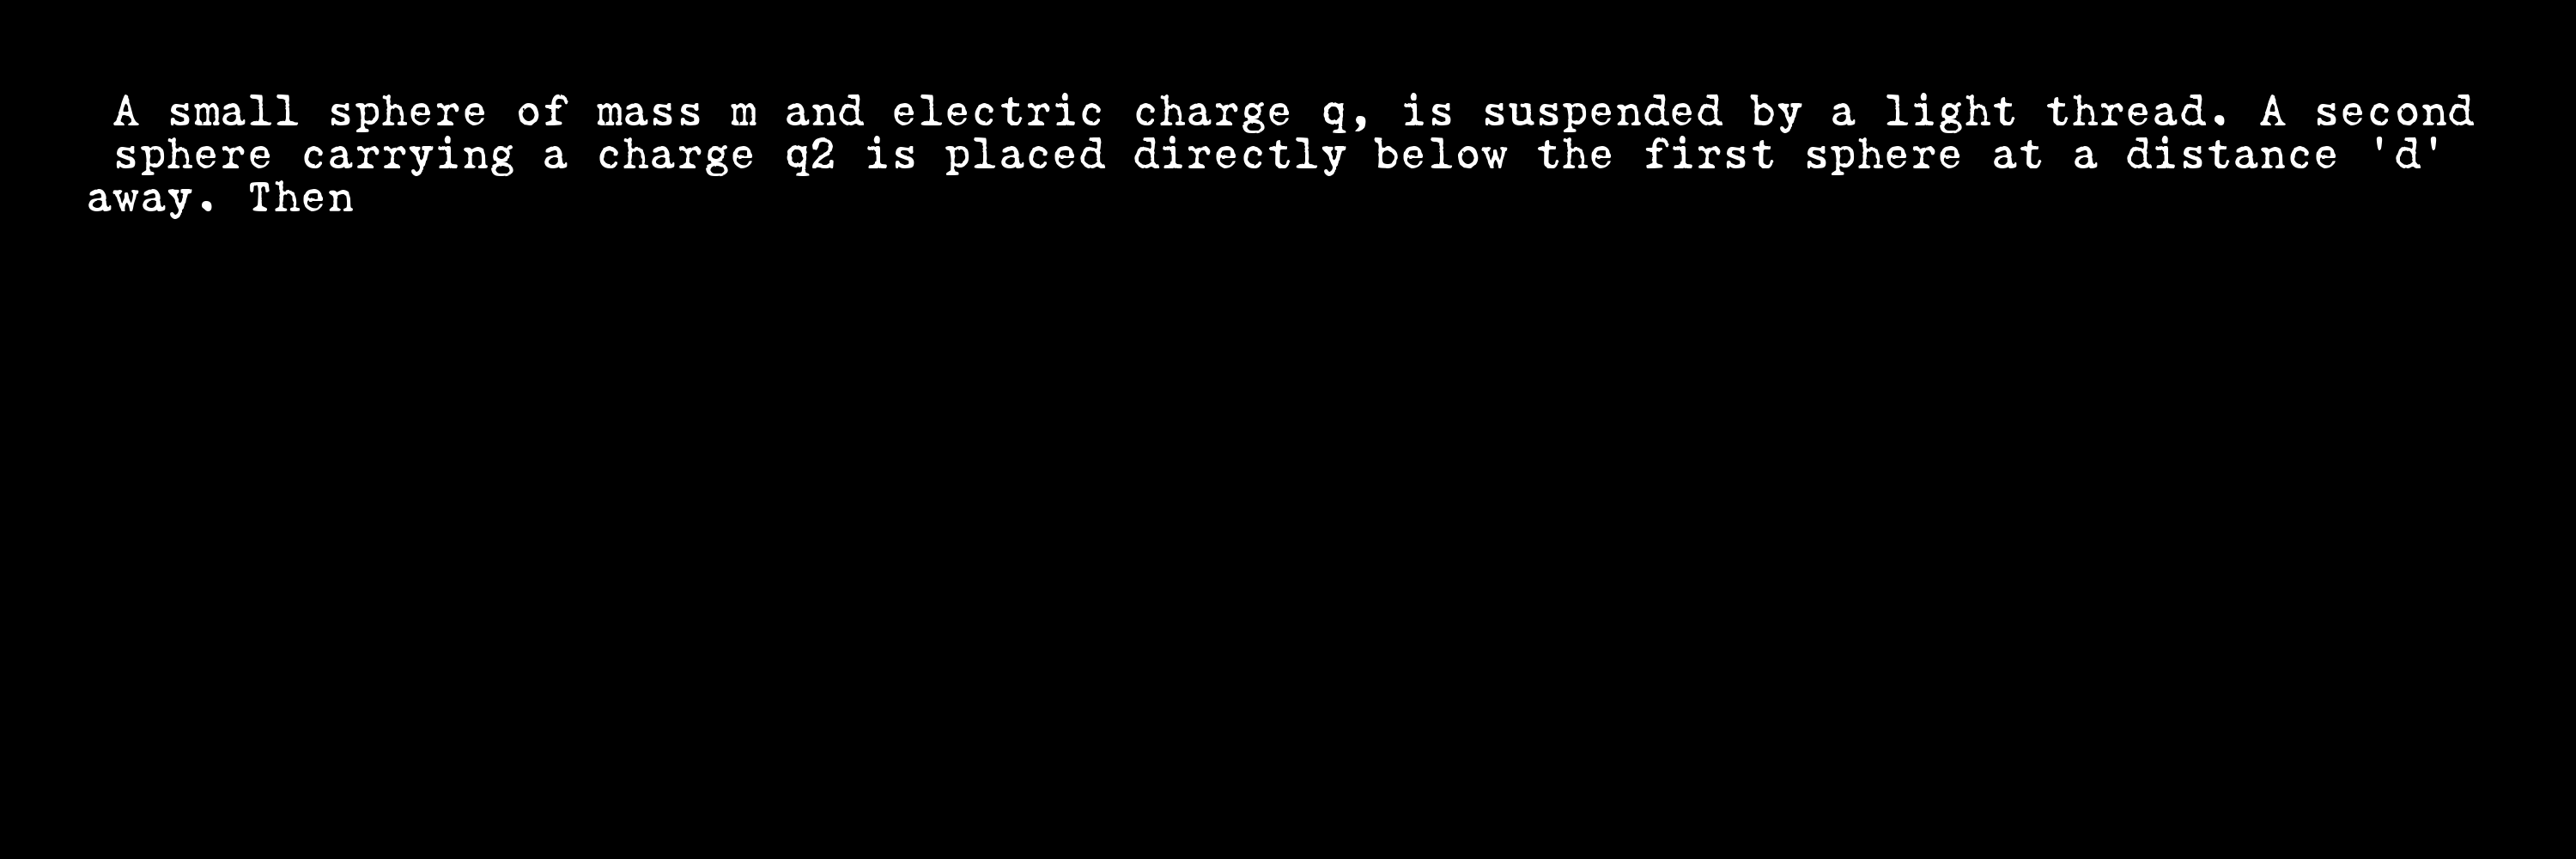 A small sphere of mass m and electric charge q, is suspended by a light thread. A second
sphere carrying a charge q2 is placed directly below the first sphere at a distance 'd'
away. Then